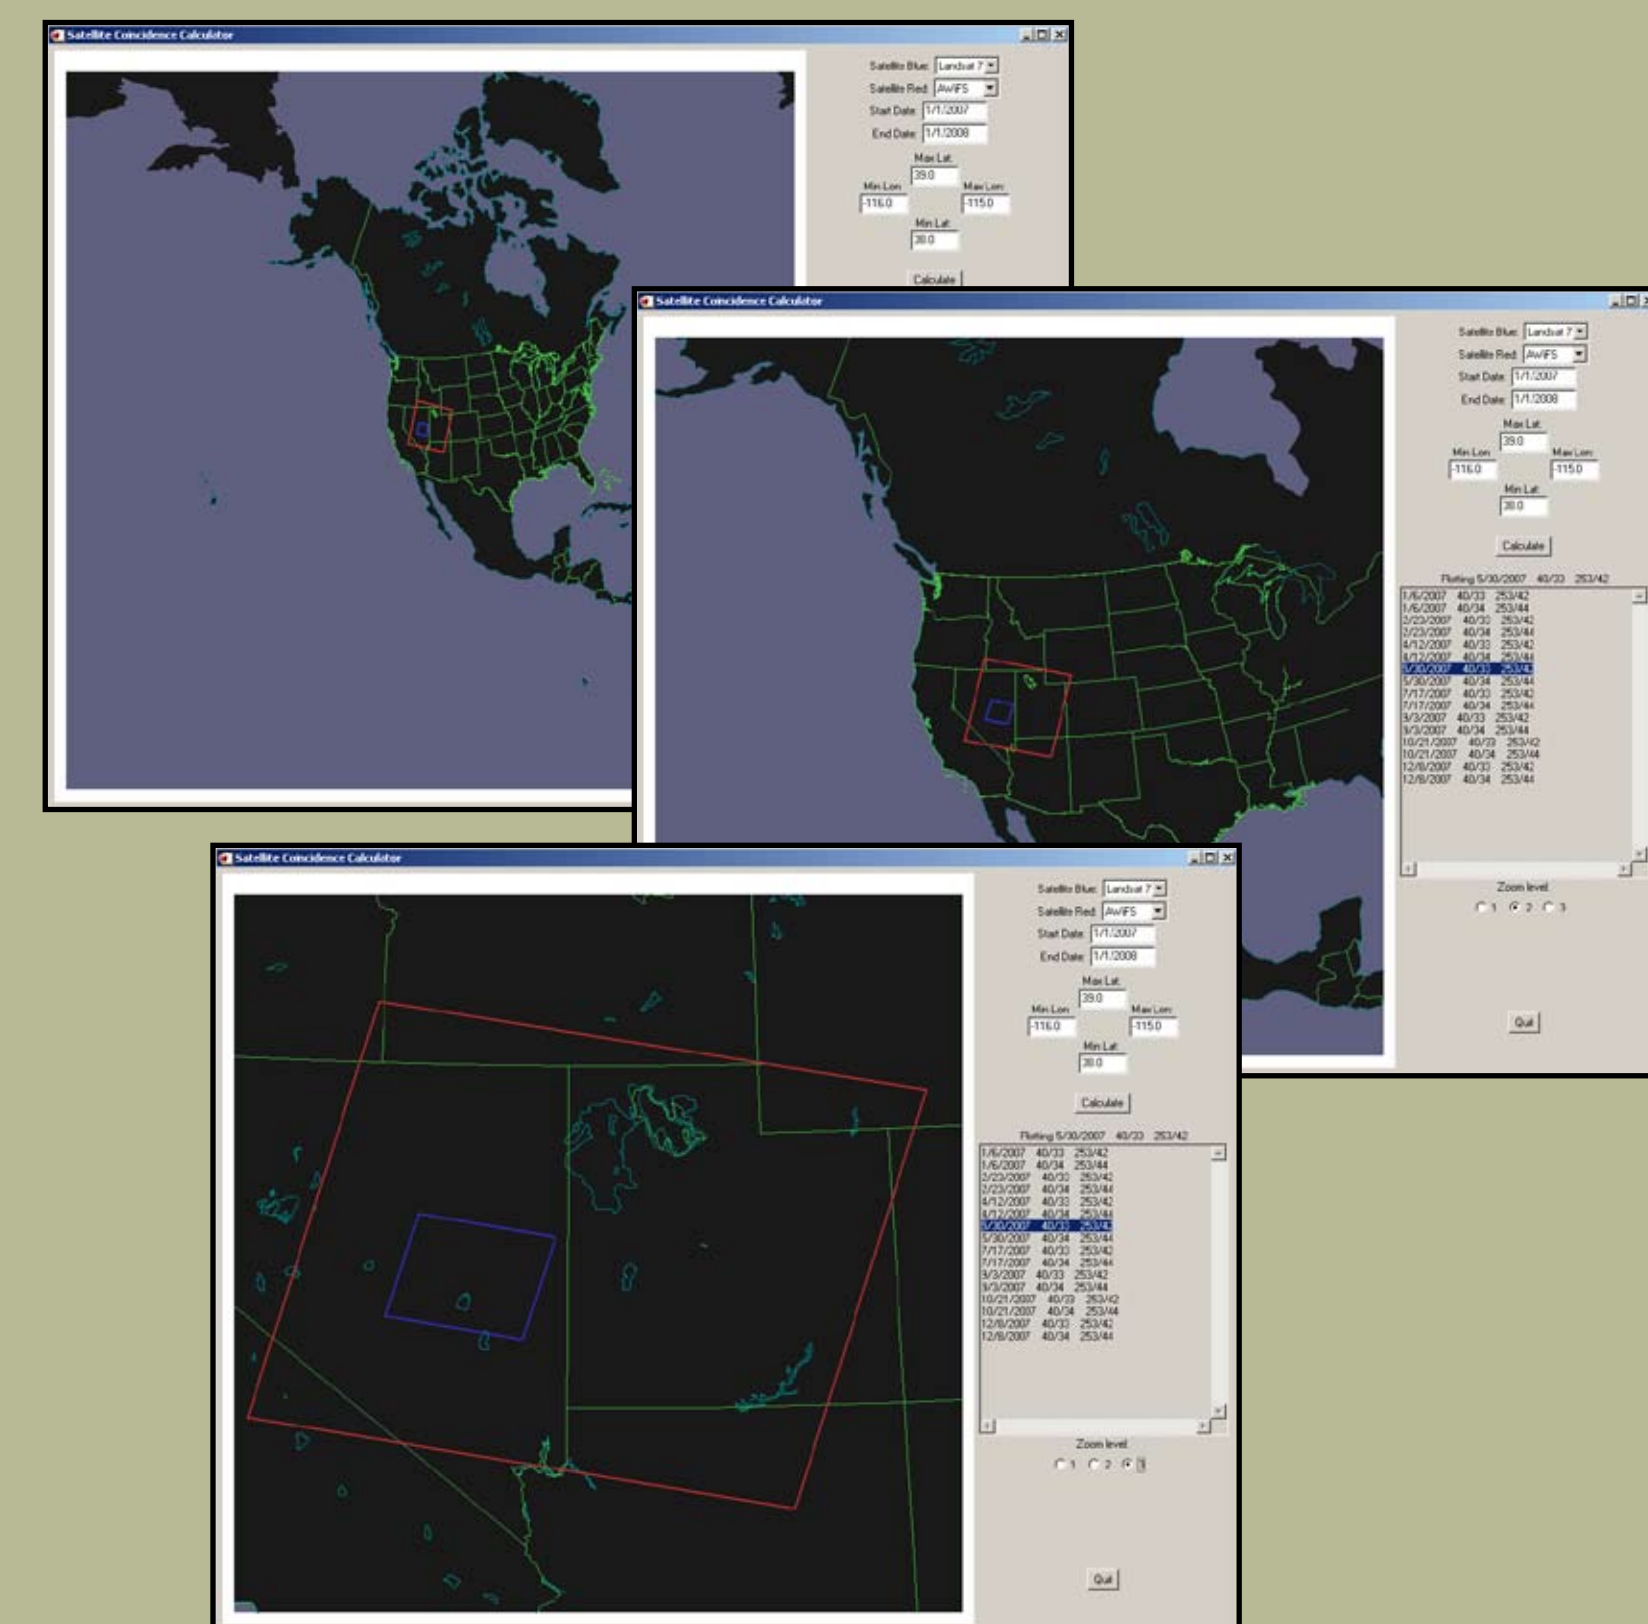 Satellite Coincidence Calculator
Satellite Blue: Landsat 7
Satellite Red: AWiFS
Start Date: 1/1/2007
End Date: 1/1/2008
Max Lat:
39.0
Min Lon: Max Lon:
-116.0 -115.0
Min Lat:
38.0
Calculate
Satellite Coincidence Calculator
Satellite Blue: Landsat 7
Satellite Red: AWiFS
Start Date: 1/1/2007
End Date: 1/1/2008
Max Lat:
39.0
Min Lon: Max Lon:
-116.0 -115.0
Min Lat:
38.0
Calculate
Plotting 5/30/2007 40/33 253/42
1/6/2007 40/33 253/42
1/6/2007 40/34 253/44
2/23/2007 40/33 253/42
2/23/2007 40/34 253/44
4/12/2007 40/33 253/42
4/12/2007 40/34 253/44
5/30/2007 40/33 253/42
5/30/2007 40/34 253/44
7/17/2007 40/33 253/42
7/17/2007 40/34 253/44
9/3/2007 40/33 253/42
9/3/2007 40/34 253/44
10/21/2007 40/33 253/42
10/21/2007 40/34 253/44
12/8/2007 40/33 253/42
12/8/2007 40/34 253/44
Zoom level:
1 2 3
Quit
Satellite Coincidence Calculator
Satellite Blue: Landsat 7
Satellite Red: AWiFS
Start Date: 1/1/2007
End Date: 1/1/2008
Max Lat:
39.0
Min Lon: Max Lon:
-116.0 -115.0
Min Lat:
38.0
Calculate
Plotting 5/30/2007 40/33 253/42
1/6/2007 40/33 253/42
1/6/2007 40/34 253/44
2/23/2007 40/33 253/42
2/23/2007 40/34 253/44
4/12/2007 40/33 253/42
4/12/2007 40/34 253/44
5/30/2007 40/33 253/42
5/30/2007 40/34 253/44
7/17/2007 40/33 253/42
7/17/2007 40/34 253/44
9/3/2007 40/33 253/42
9/3/2007 40/34 253/44
10/21/2007 40/33 253/42
10/21/2007 40/34 253/44
12/8/2007 40/33 253/42
12/8/2007 40/34 253/44
Zoom level:
1 2 3
Quit